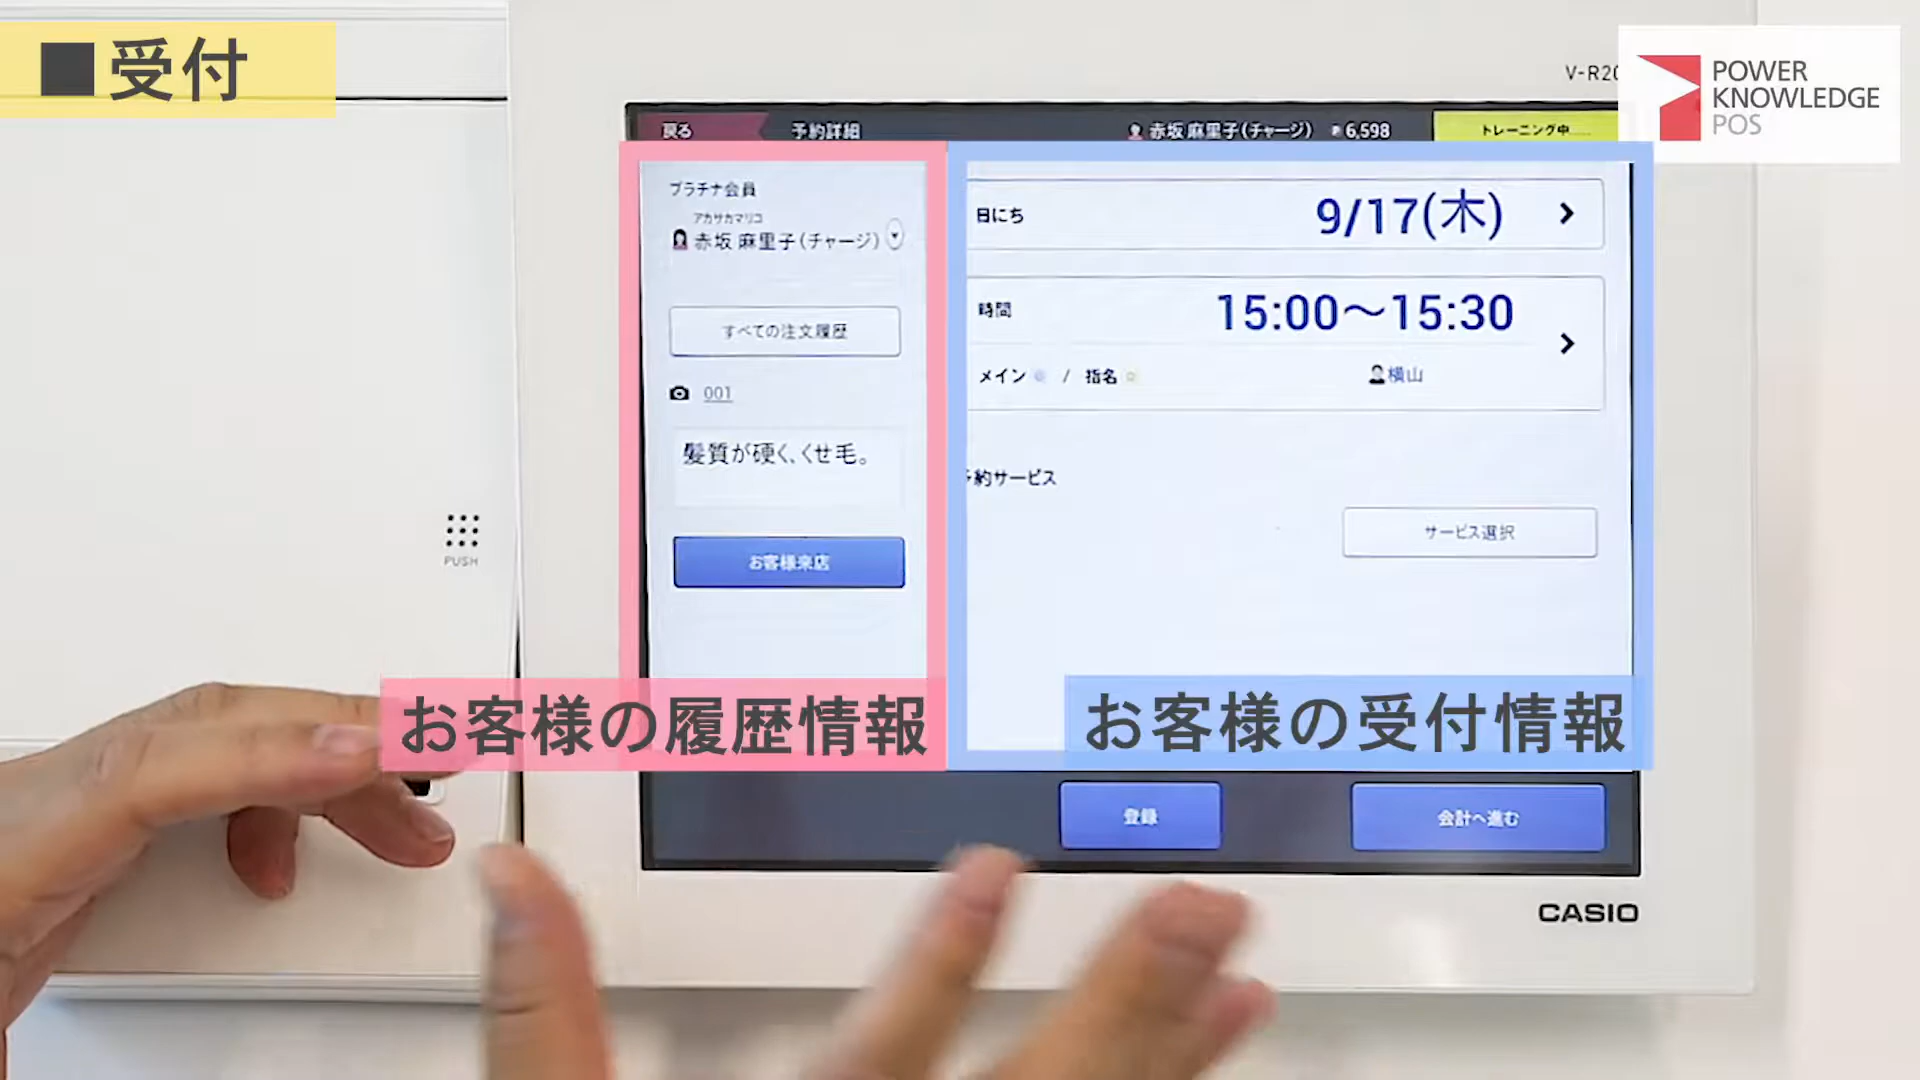 ■受付
V-R20
POWER
KNOWLEDGE
POS
戻る
予約詳細
赤坂 麻里子(チャージ)
6,598
トレーニング中......
プラチナ会員
アカサカマリコ
赤坂 麻里子(チャージ)
すべての注文履歴
001
髪質が硬く、くせ毛。
お客様来店
日にち
9/17(木)
時間
15:00～15:30
メイン / 指名
横山
予約サービス
サービス選択
お客様の履歴情報
お客様の受付情報
登録
会計へ進む
PUSH
CASIO